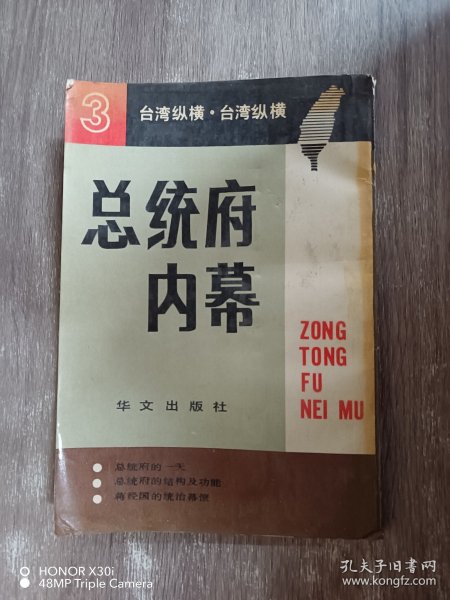 3
台湾纵横·台湾纵横
总统府
内幕
ZONG
TONG
FU
NEI MU
华文出版社
总统府的一天
总统府的结构及功能
蒋经国的统治幕僚
HONOR X30i
48MP Triple Camera
孔夫子旧书网
www.kongfz.com